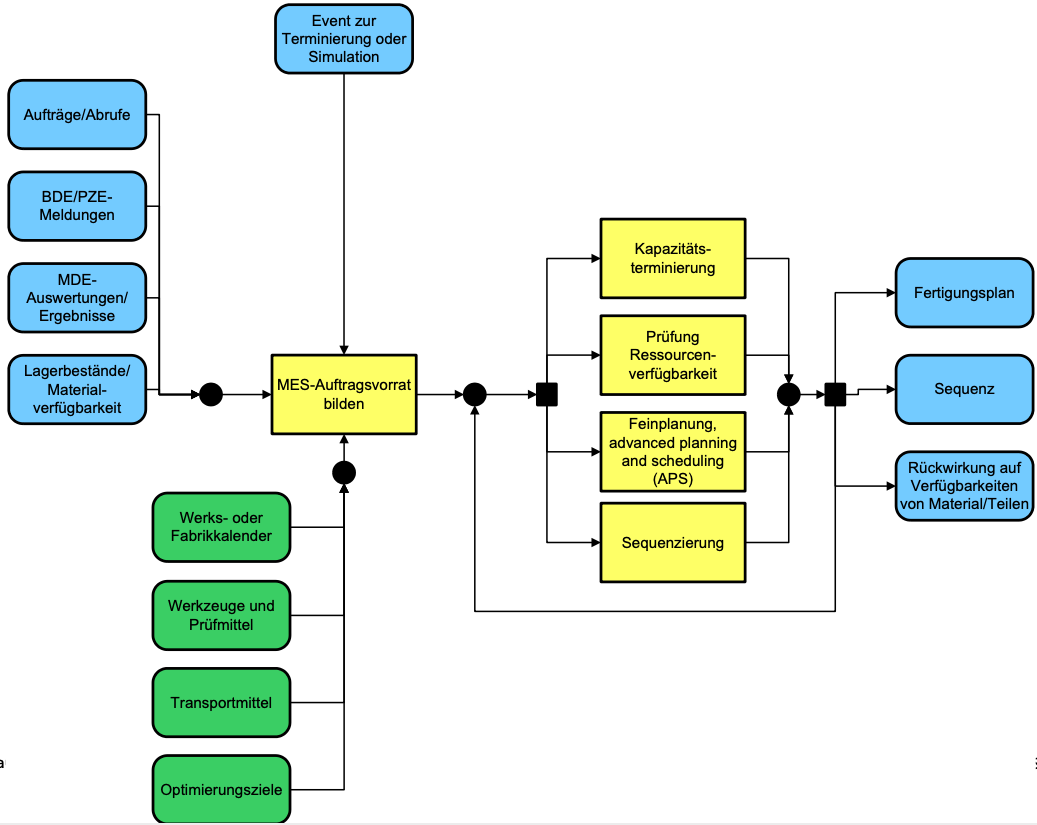 Event zur
Terminierung oder
Simulation
Aufträge/Abrufe
BDE/PZE-
Meldungen
MDE-
Auswertungen/
Ergebnisse
Lagerbestände/
Material-
verfügbarkeit
MES-Auftragsvorrat
bilden
Werks- oder
Fabrikkalender
Werkzeuge und
Prüfmittel
Transportmittel
Optimierungsziele
Kapazitäts-
terminierung
Prüfung
Ressourcen-
verfügbarkeit
Feinplanung,
advanced planning
and scheduling
(APS)
Sequenzierung
Fertigungsplan
Sequenz
Rückwirkung auf
Verfügbarkeiten
von Material/Teilen